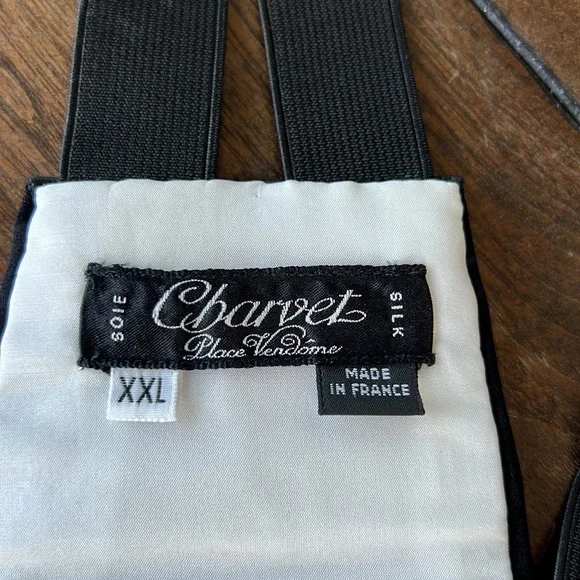 SOIE
Charvet
Place Vendôme
SILK
XXL
MADE
IN FRANCE